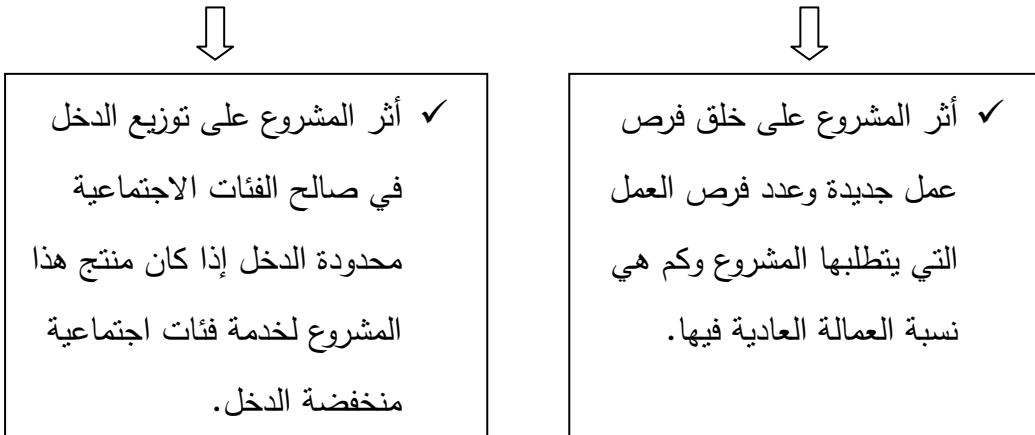 ✓ أثر المشروع على خلق فرص
عمل جديدة وعدد فرص العمل
التي يتطلبها المشروع وكم هي
نسبة العمالة العادية فيها.
✓ أثر المشروع على توزيع الدخل
في صالح الفئات الاجتماعية
محدودة الدخل إذا كان منتج هذا
المشروع لخدمة فئات اجتماعية
منخفضة الدخل.